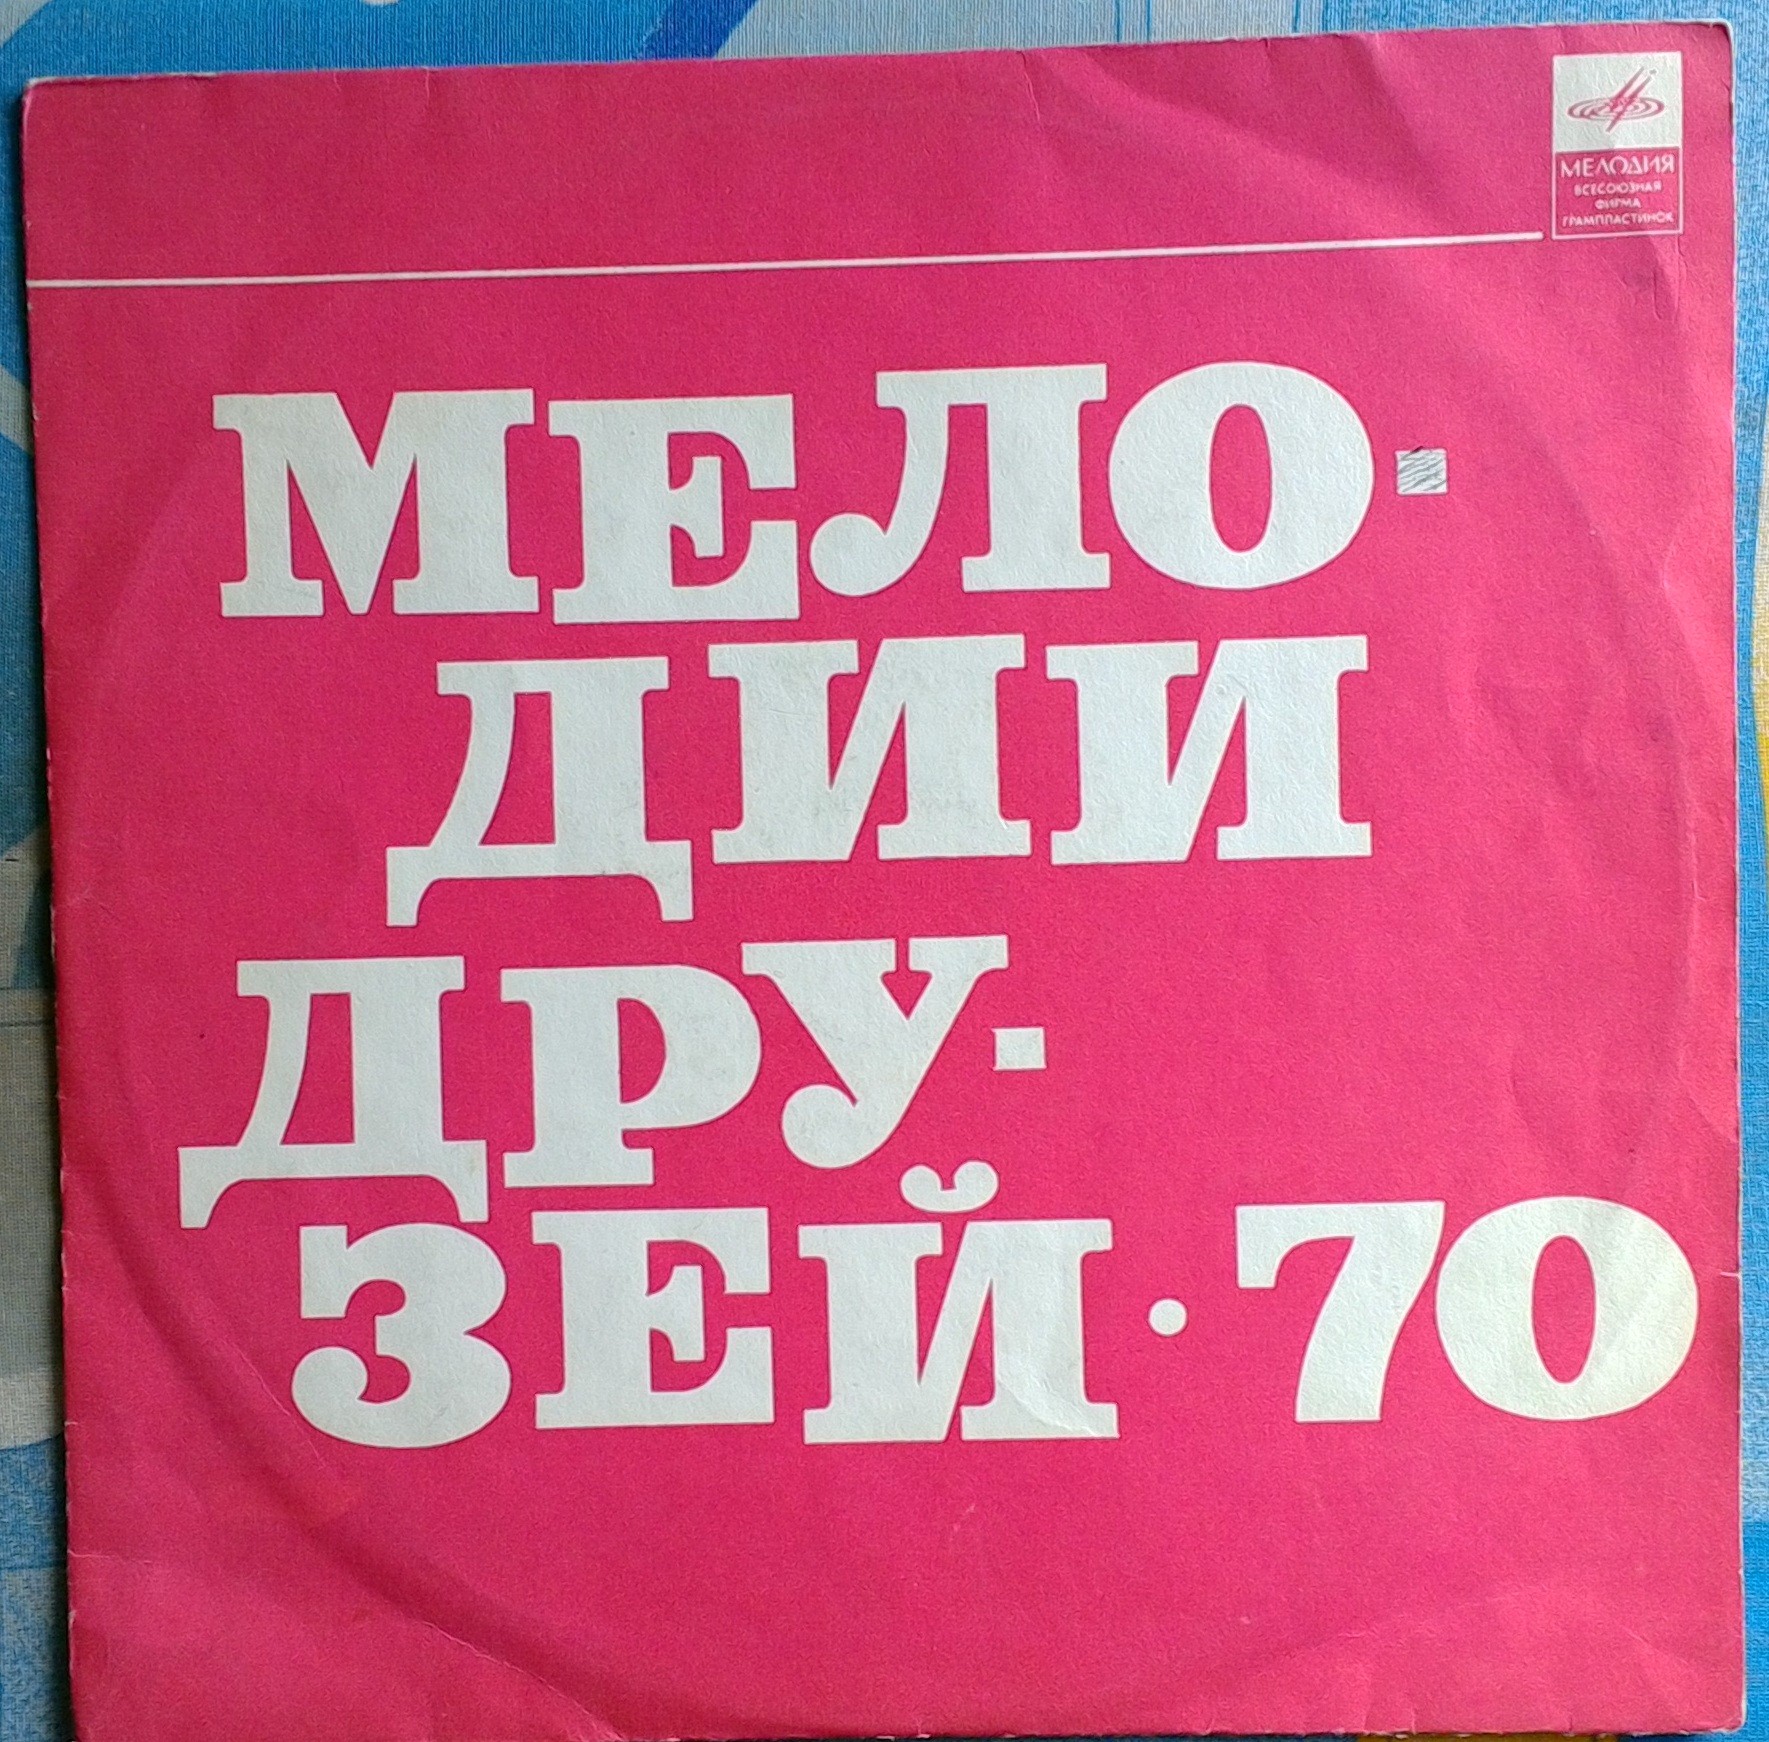 МЕЛОДИЯ
ВСЕСОЮЗНАЯ
ФИРМА
ГРАМПЛАСТИНОК
МЕЛО-
ДИИ
ДРУ-
ЗЕЙ · 70